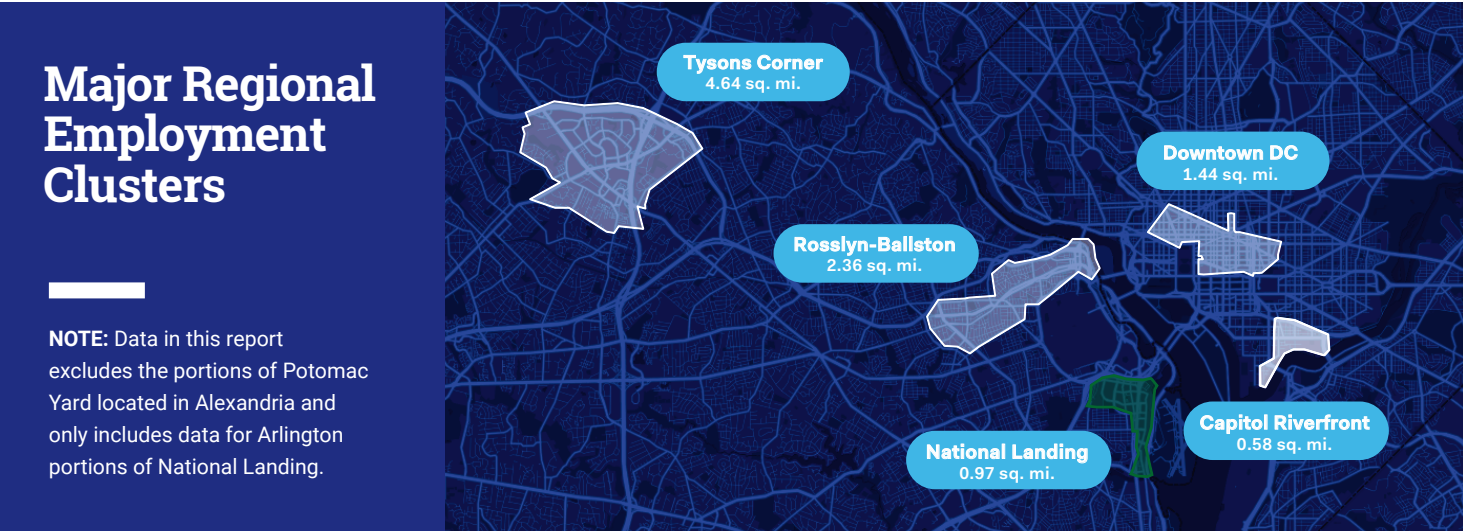 Major Regional
Employment
Clusters
NOTE: Data in this report
excludes the portions of Potomac
Yard located in Alexandria and
only includes data for Arlington
portions of National Landing.
Tysons Corner
4.64 sq. mi.
Downtown DC
1.44 sq. mi.
Rosslyn-Ballston
2.36 sq. mi.
Capitol Riverfront
0.58 sq. mi.
National Landing
0.97 sq. mi.